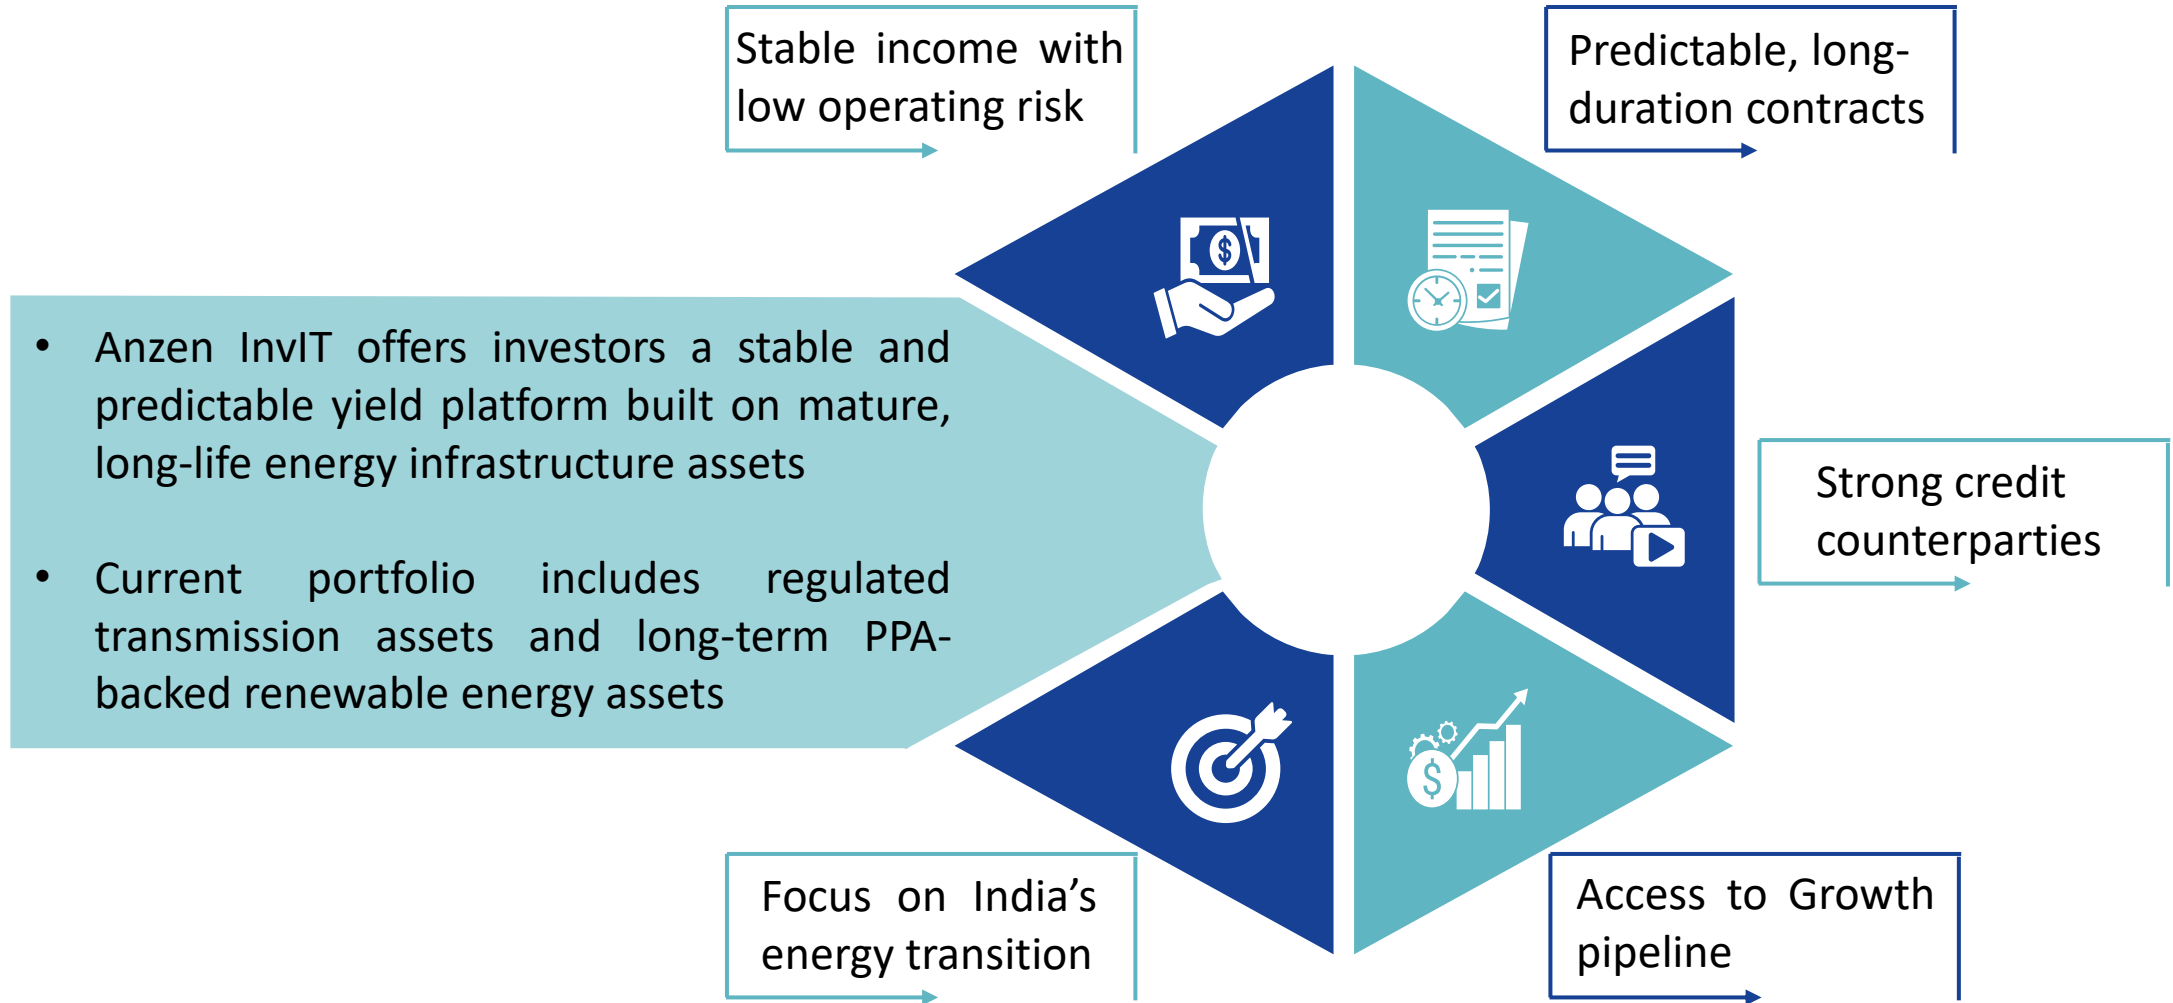 Stable income with
low operating risk
Predictable, long-
duration contracts
• Anzen InvIT offers investors a stable and
predictable yield platform built on mature,
long-life energy infrastructure assets
• Current portfolio includes regulated
transmission assets and long-term PPA-
backed renewable energy assets
Strong credit
counterparties
Focus on India’s
energy transition
Access to Growth
pipeline